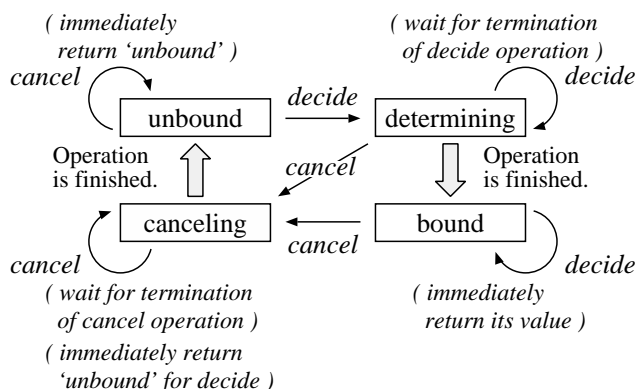 ( immediately
return ‘unbound’ )
cancel
( wait for termination
of decide operation )
decide
unbound
decide
determining
Operation
is finished.
cancel
Operation
is finished.
canceling
cancel
bound
cancel
decide
( wait for termination
of cancel operation )
( immediately return
‘unbound’ for decide )
( immediately
return its value )